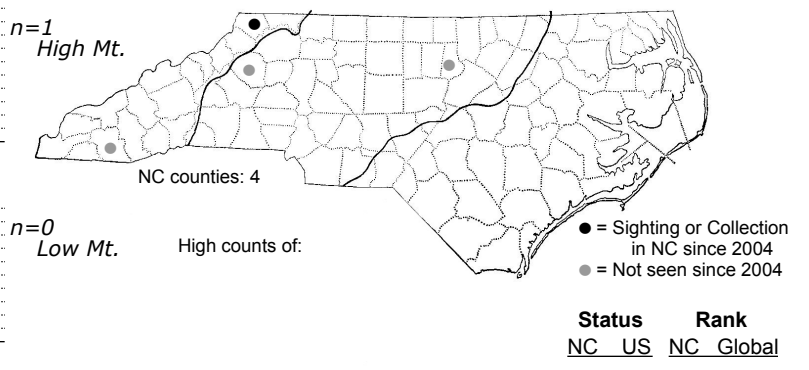 n=1
High Mt.
NC counties: 4
n=0
Low Mt.
High counts of:
● = Sighting or Collection
in NC since 2004
● = Not seen since 2004
Status Rank
NC US NC Global